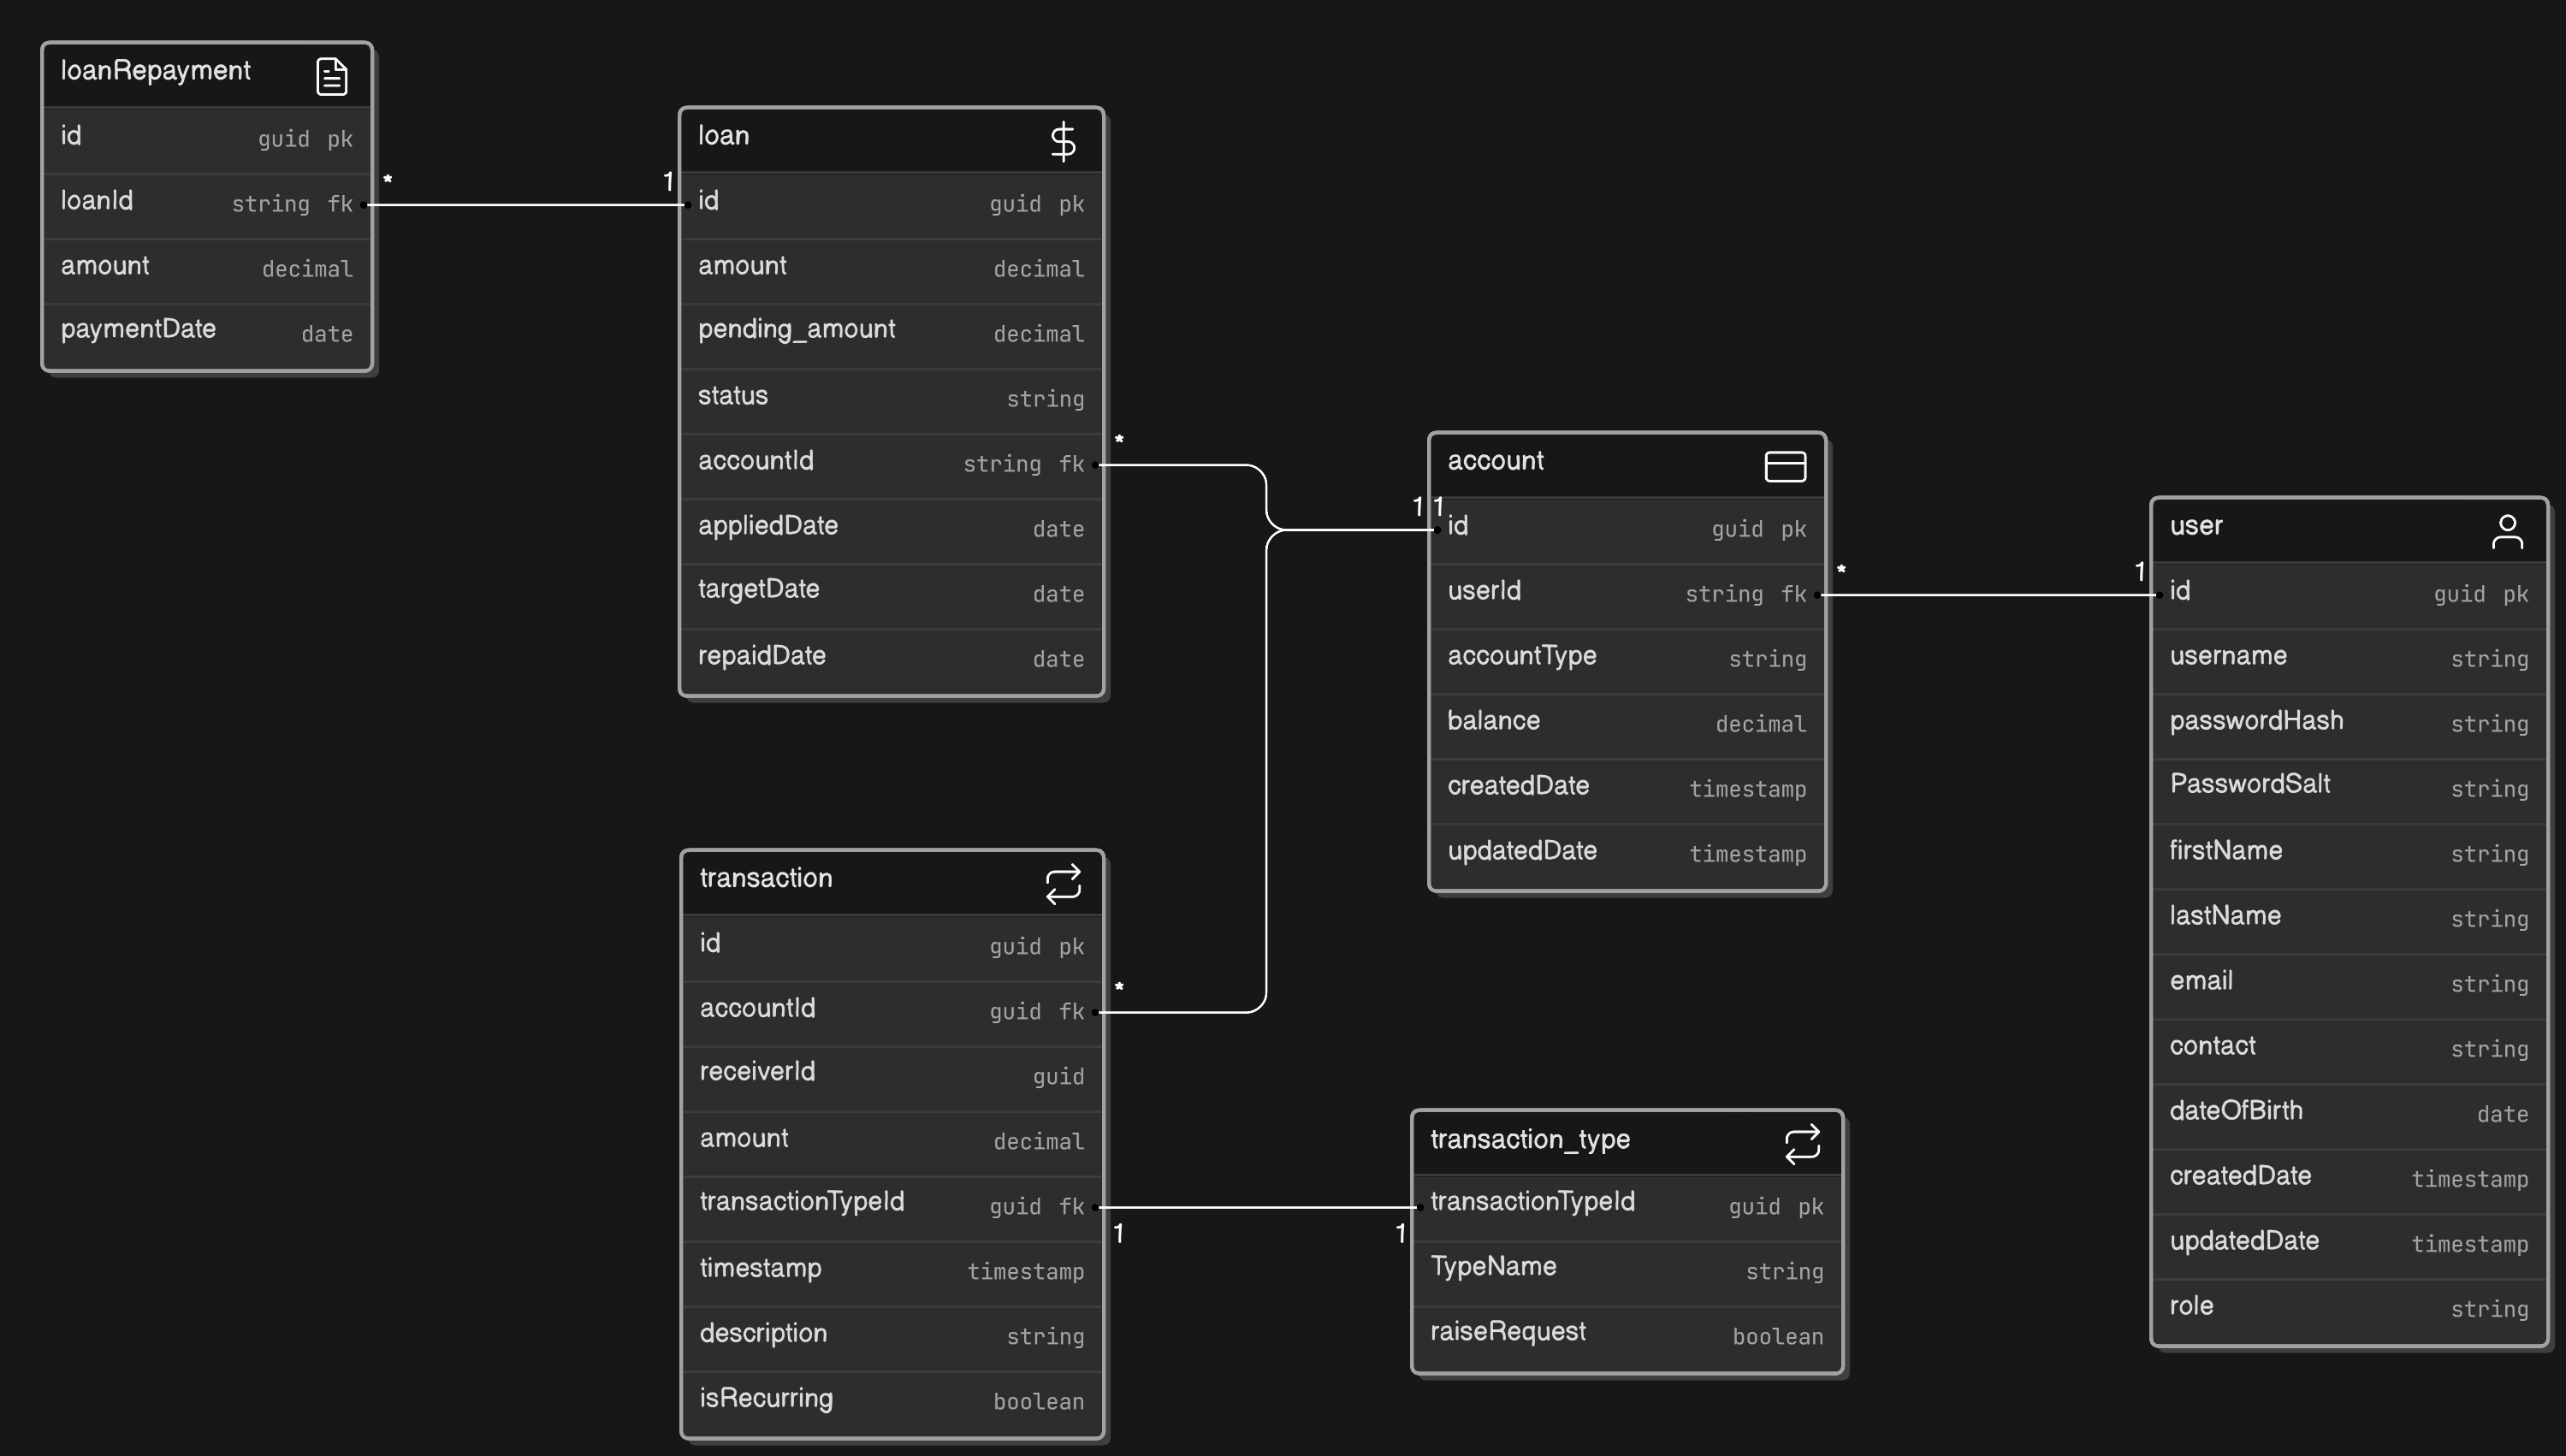 loanRepayment
id guid pk
loanId string fk
amount decimal
paymentDate date
* 1
loan
id guid pk
amount decimal
pending_amount decimal
status string
accountId string fk
appliedDate date
targetDate date
repaidDate date
*
1 1
account
id guid pk
userId string fk
accountType string
balance decimal
createdDate timestamp
updatedDate timestamp
* 1
user
id guid pk
username string
passwordHash string
PasswordSalt string
firstName string
lastName string
email string
contact string
dateOfBirth date
createdDate timestamp
updatedDate timestamp
role string
transaction
id guid pk
accountId guid fk
receiverId guid
amount decimal
transactionTypeId guid fk
timestamp timestamp
description string
isRecurring boolean
*
1 1
transaction_type
transactionTypeId guid pk
TypeName string
raiseRequest boolean